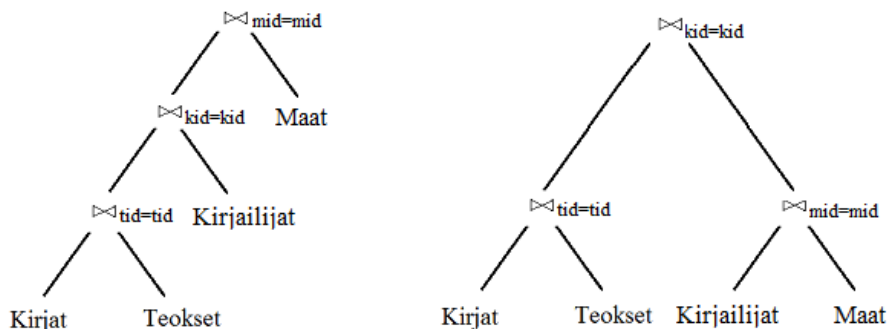 ⋈mid=mid
⋈kid=kid
Maat
⋈tid=tid
Kirjailijat
Kirjat
Teokset
⋈kid=kid
⋈tid=tid
⋈mid=mid
Kirjat
Teokset
Kirjailijat
Maat